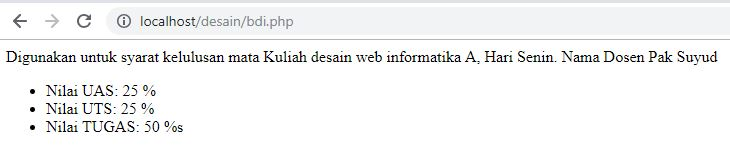 localhost/desain/bdi.php
Digunakan untuk syarat kelulusan mata Kuliah desain web informatika A, Hari Senin. Nama Dosen Pak Suyud
• Nilai UAS: 25 %
• Nilai UTS: 25 %
• Nilai TUGAS: 50 %s